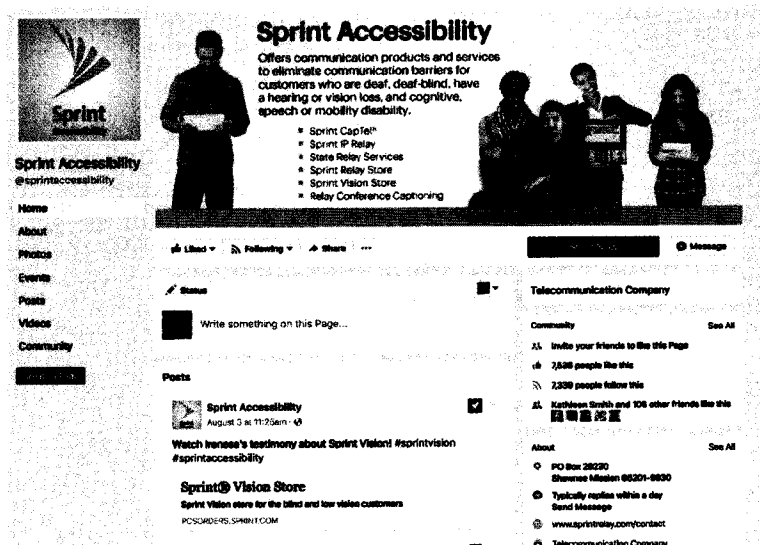 Sprint
Sprint Accessibility
@sprintaccessibility
Home
About
Photos
Events
Posts
Videos
Community
Sprint Accessibility
Offers communication products and services
to eliminate communication barriers for
customers who are deaf, deaf-blind, have
a hearing or vision loss, and cognitive,
speech or mobility disability.
Sprint CapTel®
Sprint IP Relay
State Relay Services
Sprint Relay Store
Sprint Vision Store
Relay Conference Captioning
Liked
Following
Share
Message
Status
Write something on this Page...
Posts
Sprint Accessibility
August 3 at 11:25am
Watch Ireness's testimony about Sprint Vision! #sprintvision
#sprintaccessibility
Sprint® Vision Store
Sprint Vision store for the blind and low vision customers
PCSORDERS.SPRINT.COM
Telecommunication Company
Community See All
Invite your friends to like this Page
7,536 people like this
7,339 people follow this
Kathleen Smith and 106 other friends like this
About See All
PO Box 29230
Shawnee Mission 66201-9930
Typically replies within a day
Send Message
www.sprintrelay.com/contact
Telecommunication Company